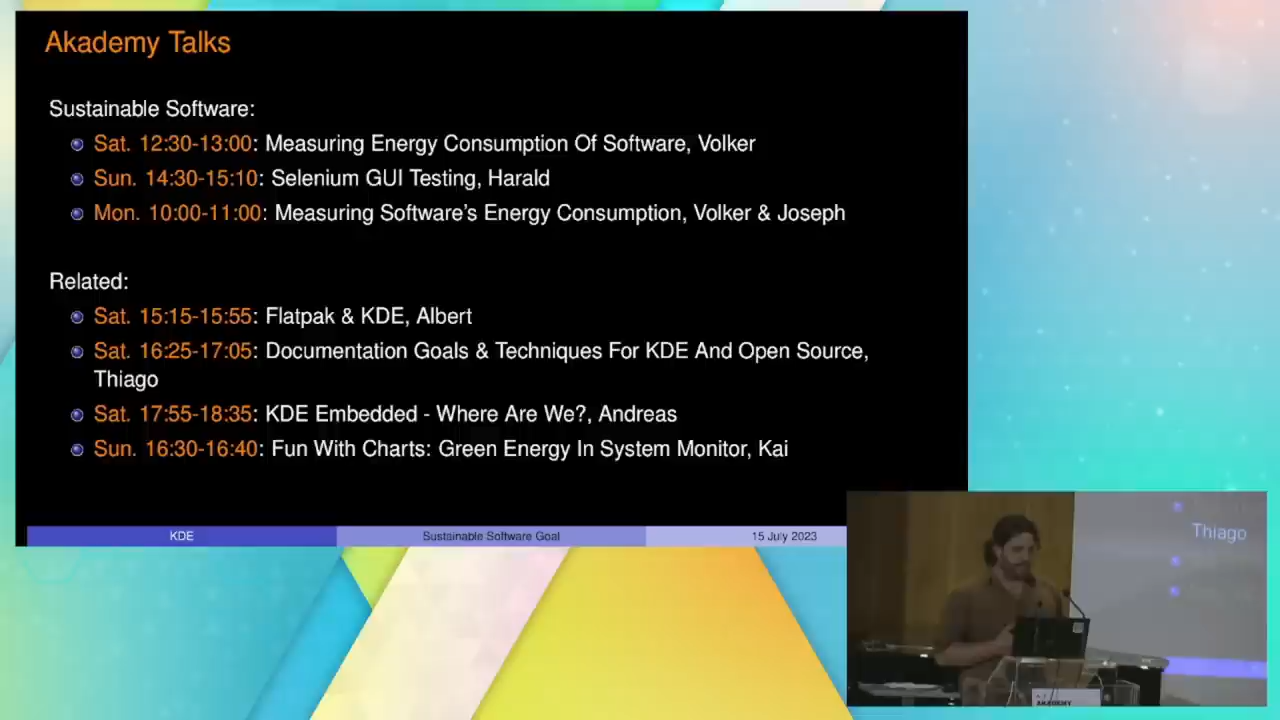 Akademy Talks
Sustainable Software:
Sat. 12:30-13:00: Measuring Energy Consumption Of Software, Volker
Sun. 14:30-15:10: Selenium GUI Testing, Harald
Mon. 10:00-11:00: Measuring Software's Energy Consumption, Volker & Joseph
Related:
Sat. 15:15-15:55: Flatpak & KDE, Albert
Sat. 16:25-17:05: Documentation Goals & Techniques For KDE And Open Source,
Thiago
Sat. 17:55-18:35: KDE Embedded - Where Are We?, Andreas
Sun. 16:30-16:40: Fun With Charts: Green Energy In System Monitor, Kai
KDE
Sustainable Software Goal
15 July 2023
Thiago
AKADEMY